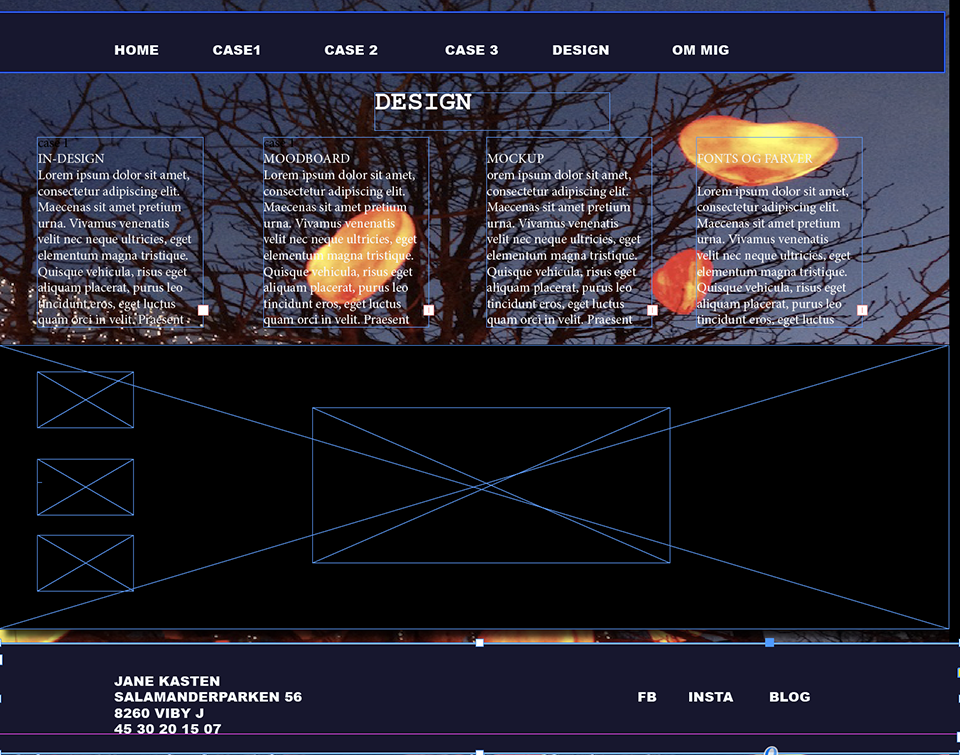 HOME CASE1 CASE 2 CASE 3 DESIGN OM MIG
DESIGN
case 1
IN-DESIGN
Lorem ipsum dolor sit amet,
consectetur adipiscing elit.
Maecenas sit amet pretium
urna. Vivamus venenatis
velit nec neque ultricies, eget
elementum magna tristique.
Quisque vehicula, risus eget
aliquam placerat, purus leo
tincidunt eros, eget luctus
quam orci in velit. Praesent
case 1
MOODBOARD
Lorem ipsum dolor sit amet,
consectetur adipiscing elit.
Maecenas sit amet pretium
urna. Vivamus venenatis
velit nec neque ultricies, eget
elementum magna tristique.
Quisque vehicula, risus eget
aliquam placerat, purus leo
tincidunt eros, eget luctus
quam orci in velit. Praesent
MOCKUP
orem ipsum dolor sit amet,
consectetur adipiscing elit.
Maecenas sit amet pretium
urna. Vivamus venenatis
velit nec neque ultricies, eget
elementum magna tristique.
Quisque vehicula, risus eget
aliquam placerat, purus leo
tincidunt eros, eget luctus
quam orci in velit. Praesent
FONTS OG FARVER
Lorem ipsum dolor sit amet,
consectetur adipiscing elit.
Maecenas sit amet pretium
urna. Vivamus venenatis
velit nec neque ultricies, eget
elementum magna tristique.
Quisque vehicula, risus eget
aliquam placerat, purus leo
tincidunt eros, eget luctus
JANE KASTEN
SALAMANDERPARKEN 56
8260 VIBY J
45 30 20 15 07
FB INSTA BLOG